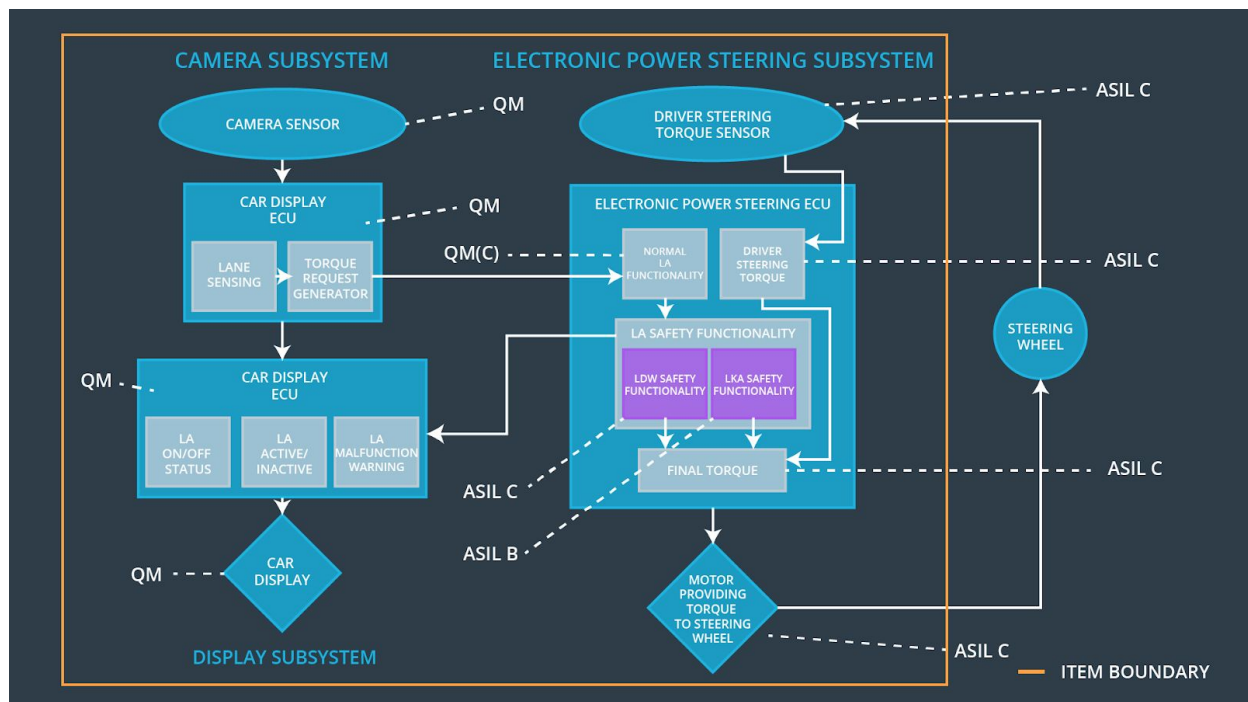 CAMERA SUBSYSTEM
ELECTRONIC POWER STEERING SUBSYSTEM
CAMERA SENSOR
QM
DRIVER STEERING
TORQUE SENSOR
ASIL C
CAR DISPLAY
ECU
QM
LANE
SENSING
TORQUE
REQUEST
GENERATOR
ELECTRONIC POWER STEERING ECU
QM(C)
NORMAL
LA
FUNCTIONALITY
DRIVER
STEERING
TORQUE
ASIL C
LA SAFETY FUNCTIONALITY
LDW SAFETY
FUNCTIONALITY
LKA SAFETY
FUNCTIONALITY
STEERING
WHEEL
QM
CAR DISPLAY
ECU
LA
ON/OFF
STATUS
LA
ACTIVE/
INACTIVE
LA
MALFUNCTION
WARNING
FINAL TORQUE
ASIL C
ASIL C
ASIL B
QM
CAR
DISPLAY
MOTOR
PROVIDING
TORQUE
TO STEERING
WHEEL
ASIL C
DISPLAY SUBSYSTEM
ITEM BOUNDARY